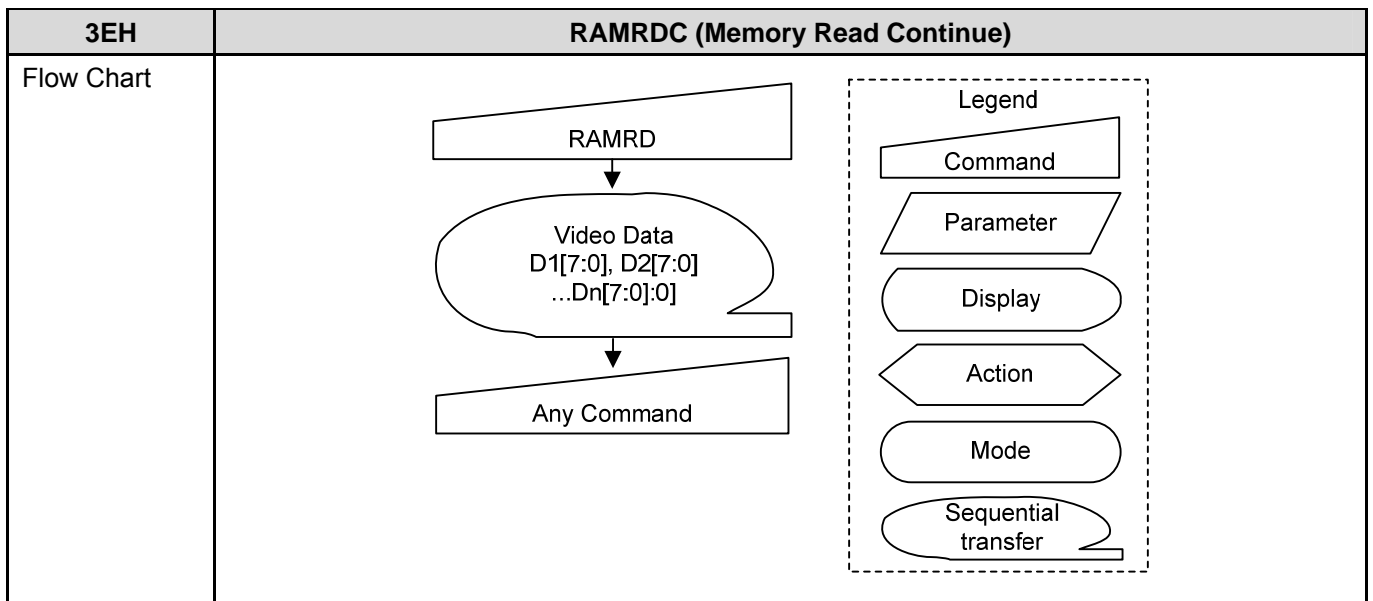 3EH
RAMRDC (Memory Read Continue)
Flow Chart
RAMRD
Video Data
D1[7:0], D2[7:0]
...Dn[7:0]:0]
Any Command
Legend
Command
Parameter
Display
Action
Mode
Sequential
transfer